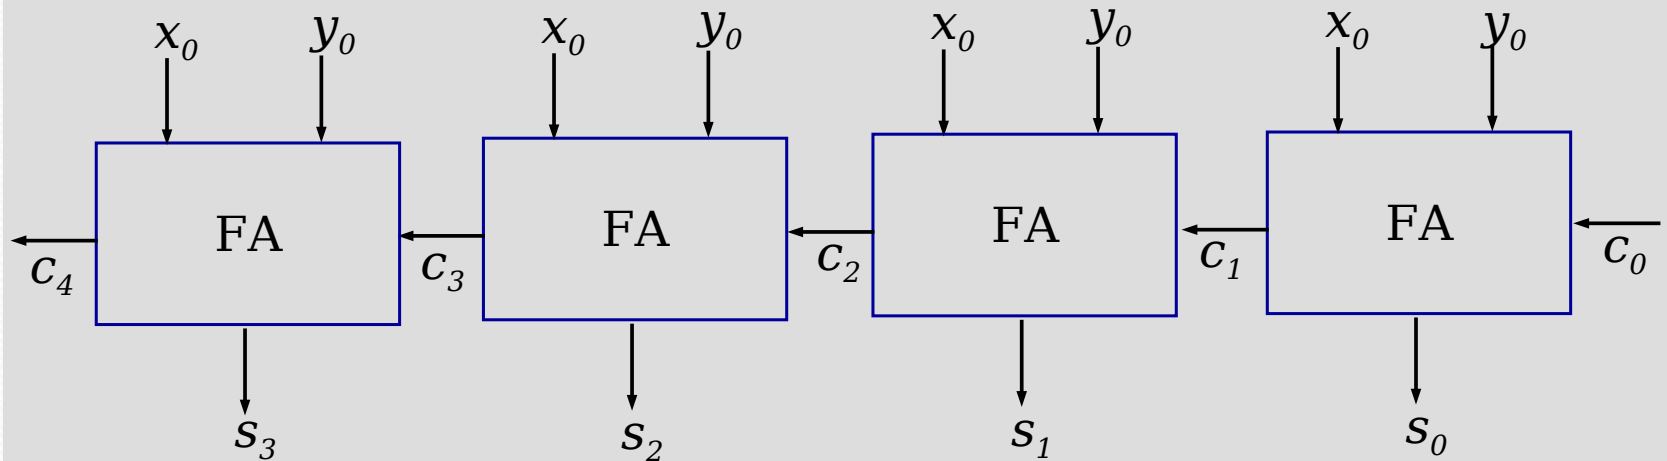 x₀ y₀ x₀ y₀ x₀ y₀ x₀ y₀
FA FA FA FA
c₄ c₃ c₂ c₁ c₀
s₃ s₂ s₁ s₀